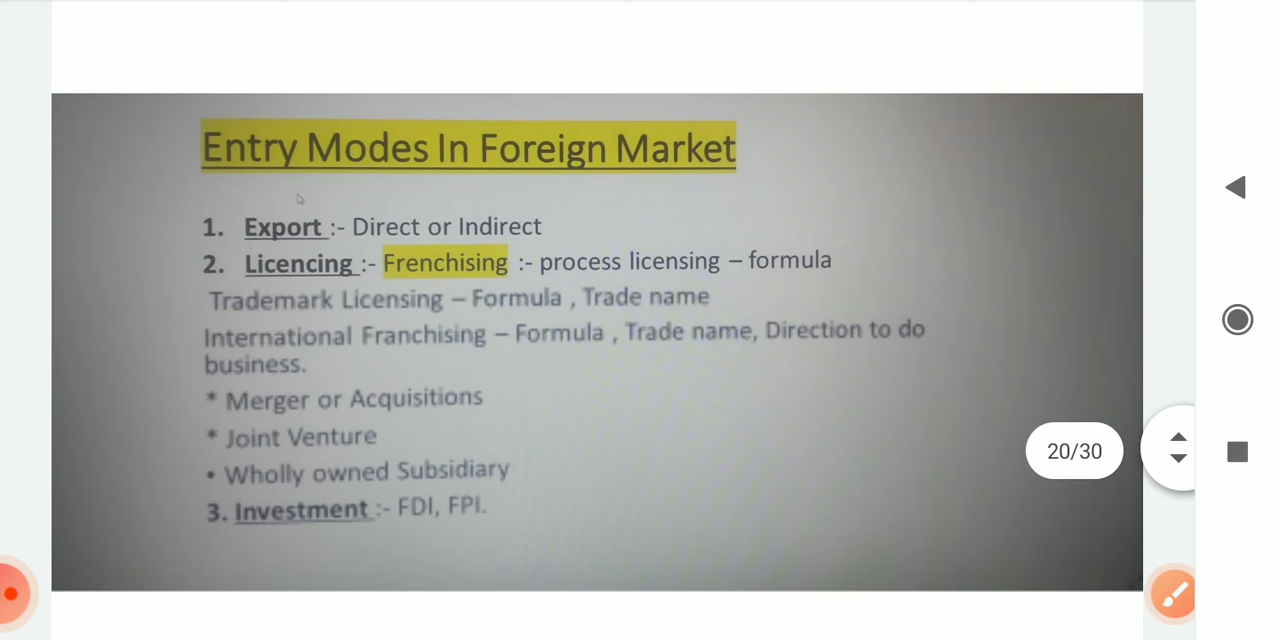 Entry Modes In Foreign Market
1. Export :- Direct or Indirect
2. Licencing :- Frenchising :- process licensing – formula
Trademark Licensing – Formula , Trade name
International Franchising – Formula , Trade name, Direction to do
business.
* Merger or Acquisitions
* Joint Venture
• Wholly owned Subsidiary
3. Investment :- FDI, FPI.
20/30